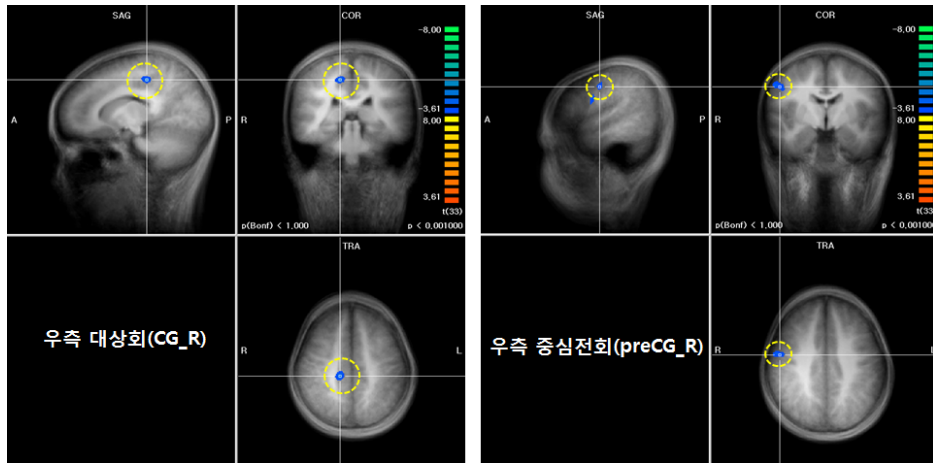 SAG
COR
-8,00
A
P
R
-3,61
8,00
3,61
t(33)
p(Bonf) < 1,000
p < 0,001000
TRA
우측 대상회(CG_R)
R
L
SAG
COR
-8,00
A
P
R
-3,61
8,00
3,61
t(33)
p(Bonf) < 1,000
p < 0,001000
TRA
우측 중심전회(preCG_R)
R